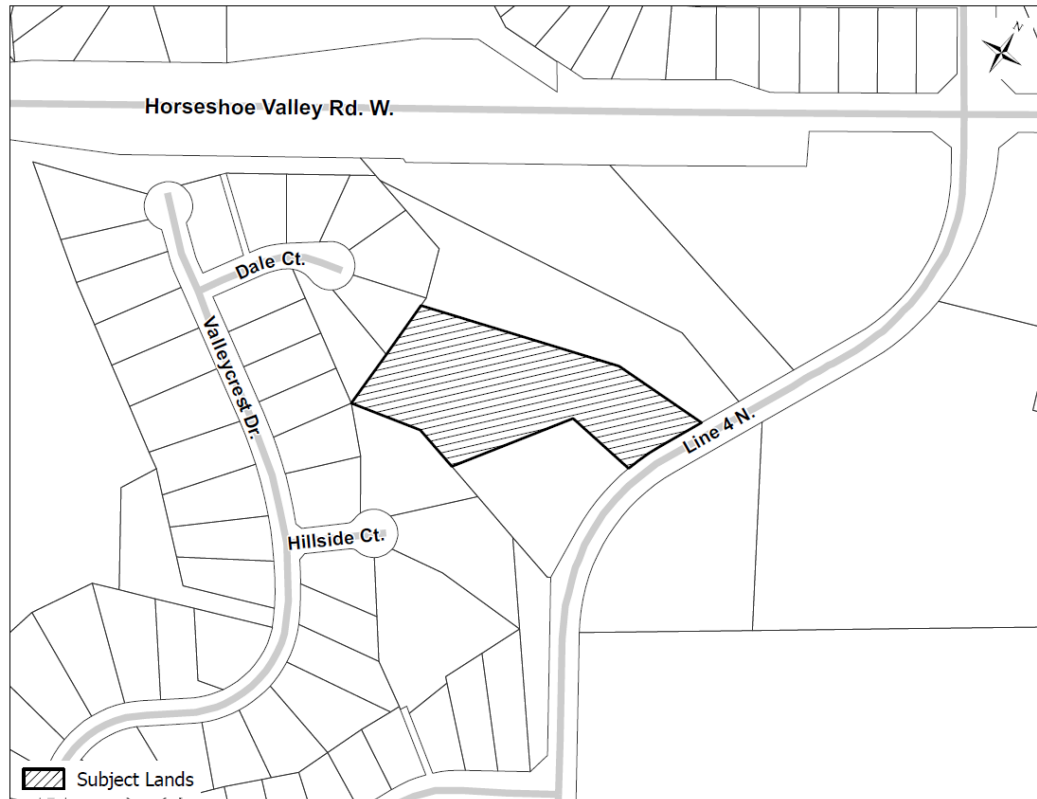 N
Horseshoe Valley Rd. W.
Dale Ct.
Valleycrest Dr.
Line 4 N.
Hillside Ct.
Subject Lands